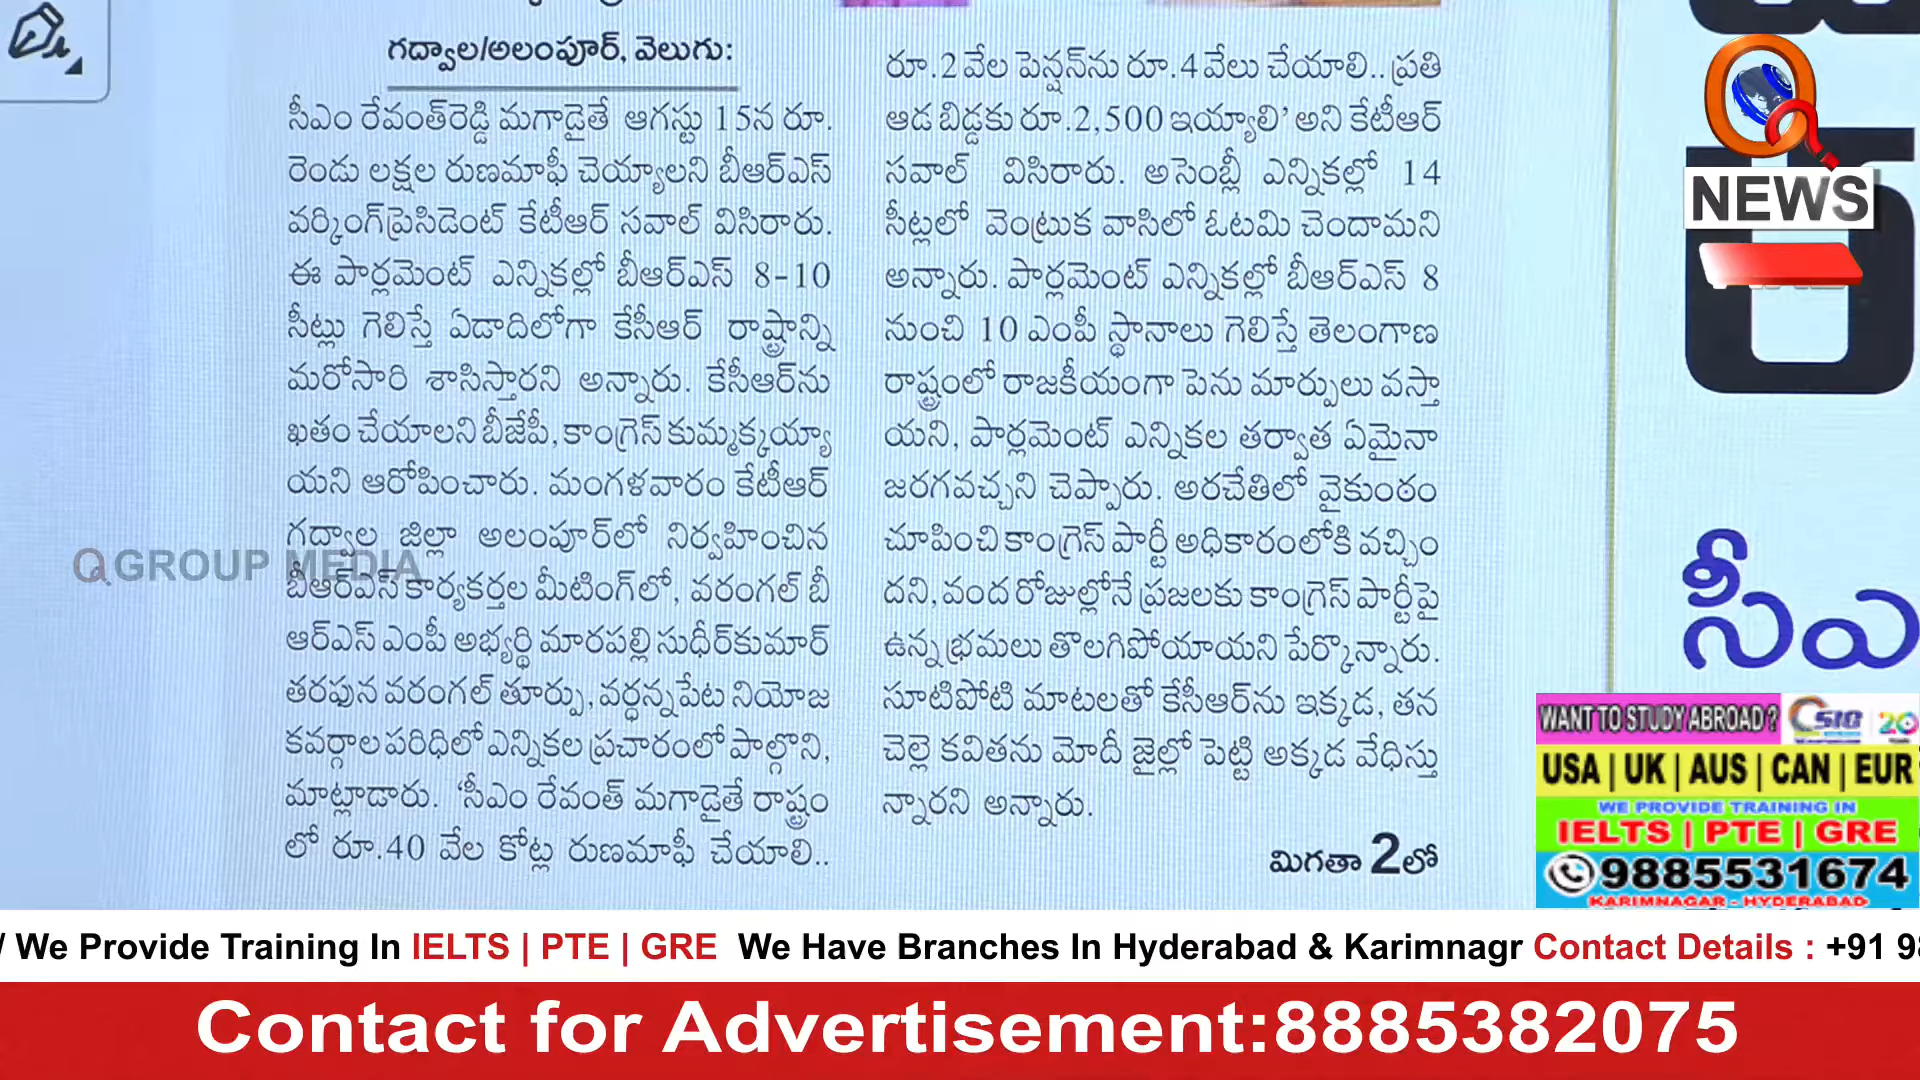 గద్వాల/అలంపూర్, వెలుగు:
సీఎం రేవంత్‌రెడ్డి మగాడైతే ఆగస్టు 15న రూ.
రెండు లక్షల రుణమాఫీ చెయ్యాలని బీఆర్ఎస్
వర్కింగ్‌ప్రెసిడెంట్ కేటీఆర్ సవాల్ విసిరారు.
ఈ పార్లమెంట్ ఎన్నికల్లో బీఆర్ఎస్ 8-10
సీట్లు గెలిస్తే ఏడాదిలోగా కేసీఆర్ రాష్ట్రాన్ని
మరోసారి శాసిస్తారని అన్నారు. కేసీఆర్‌ను
ఖతం చేయాలని బీజేపీ, కాంగ్రెస్ కుమ్మక్కయ్యా
యని ఆరోపించారు. మంగళవారం కేటీఆర్
గద్వాల జిల్లా అలంపూర్‌లో నిర్వహించిన
బీఆర్ఎస్ కార్యకర్తల మీటింగ్‌లో, వరంగల్ బీ
ఆర్ఎస్ ఎంపీ అభ్యర్థి మారపల్లి సుధీర్‌కుమార్
తరఫున వరంగల్ తూర్పు, వర్ధన్నపేట నియోజ
కవర్గాల పరిధిలో ఎన్నికల ప్రచారంలో పాల్గొని,
మాట్లాడారు. ‘సీఎం రేవంత్ మగాడైతే రాష్ట్రం
లో రూ.40 వేల కోట్ల రుణమాఫీ చేయాలి..
రూ.2 వేల పెన్షన్‌ను రూ.4 వేలు చేయాలి.. ప్రతి
ఆడ బిడ్డకు రూ.2,500 ఇయ్యాలి’ అని కేటీఆర్
సవాల్ విసిరారు. అసెంబ్లీ ఎన్నికల్లో 14
సీట్లలో వెంట్రుక వాసిలో ఓటమి చెందామని
అన్నారు. పార్లమెంట్ ఎన్నికల్లో బీఆర్ఎస్ 8
నుంచి 10 ఎంపీ స్థానాలు గెలిస్తే తెలంగాణ
రాష్ట్రంలో రాజకీయంగా పెను మార్పులు వస్తా
యని, పార్లమెంట్ ఎన్నికల తర్వాత ఏమైనా
జరగవచ్చని చెప్పారు. అరచేతిలో వైకుంఠం
చూపించి కాంగ్రెస్ పార్టీ అధికారంలోకి వచ్చిం
దని, వంద రోజుల్లోనే ప్రజలకు కాంగ్రెస్ పార్టీపై
ఉన్న భ్రమలు తొలగిపోయాయని పేర్కొన్నారు.
సూటిపోటి మాటలతో కేసీఆర్‌ను ఇక్కడ, తన
చెల్లె కవితను మోదీ జైల్లో పెట్టి అక్కడ వేధిస్తు
న్నారని అన్నారు.
మిగతా 2లో
NEWS
సీఎ
Q GROUP MEDIA
WANT TO STUDY ABROAD ?
USA | UK | AUS | CAN | EUR
WE PROVIDE TRAINING IN
IELTS | PTE | GRE
9885531674
KARIMNAGAR - HYDERABAD
/ We Provide Training In IELTS | PTE | GRE We Have Branches In Hyderabad & Karimnagr Contact Details : +91 98
Contact for Advertisement:8885382075